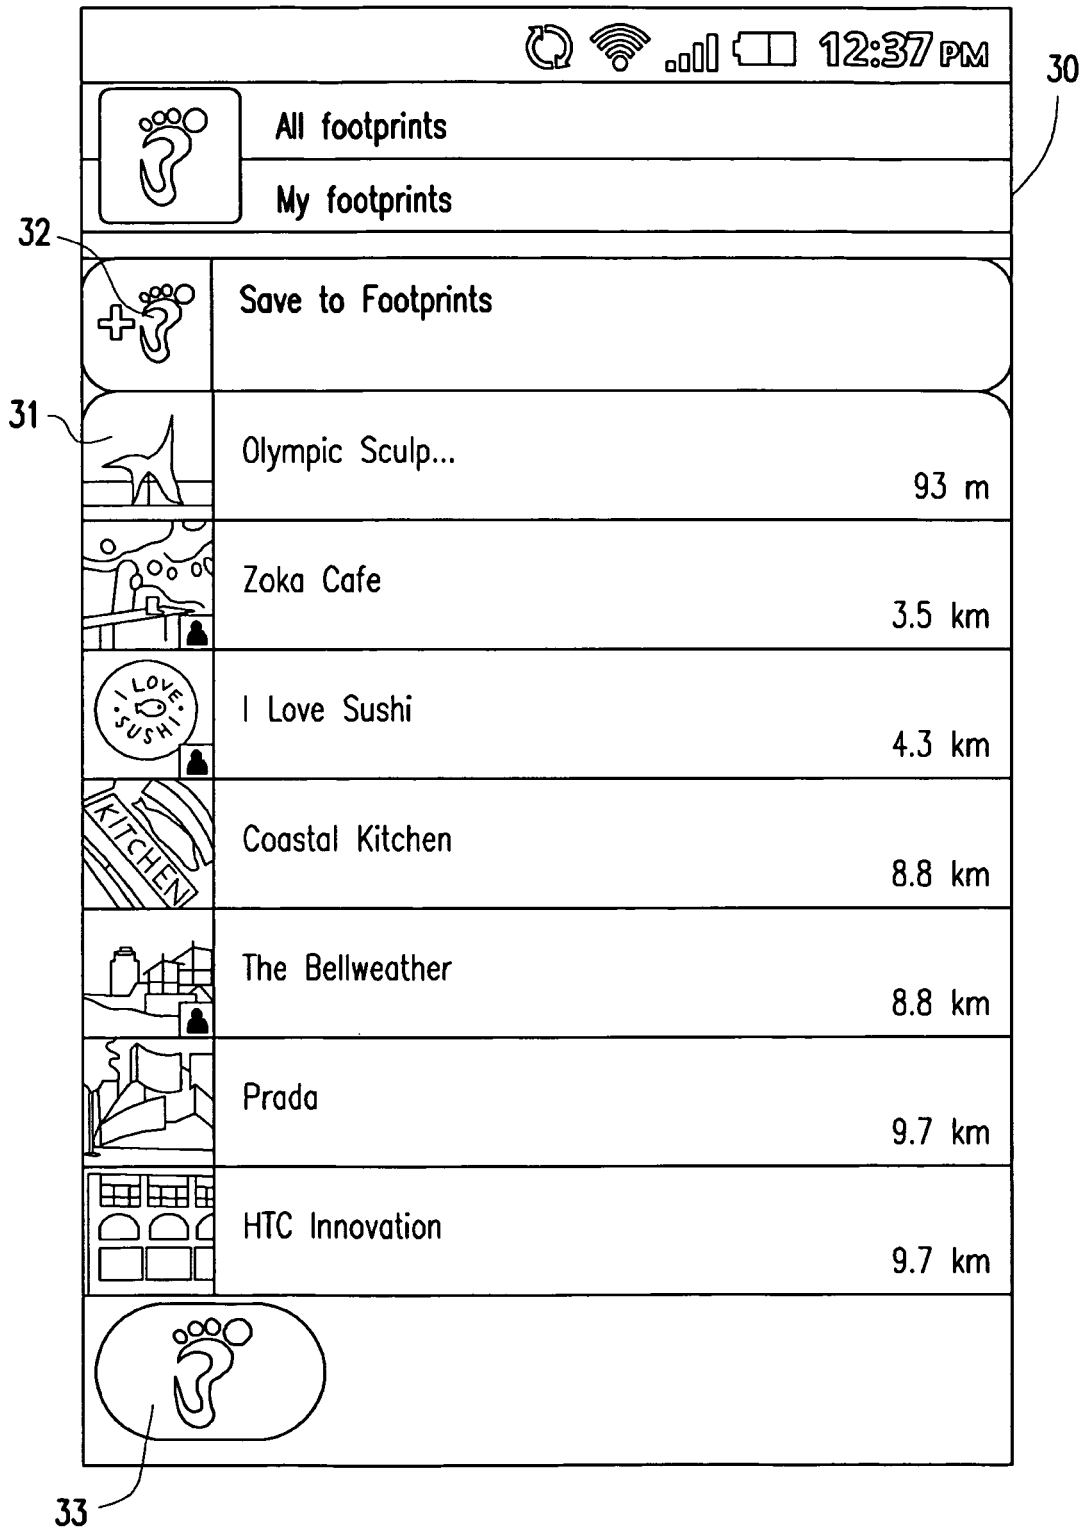 12:37 PM
30
All footprints
My footprints
32
Save to Footprints
31
Olympic Sculp...
93 m
Zoka Cafe
3.5 km
I LOVE
SUSHI
I Love Sushi
4.3 km
KITCHEN
Coastal Kitchen
8.8 km
The Bellweather
8.8 km
Prada
9.7 km
HTC Innovation
9.7 km
33